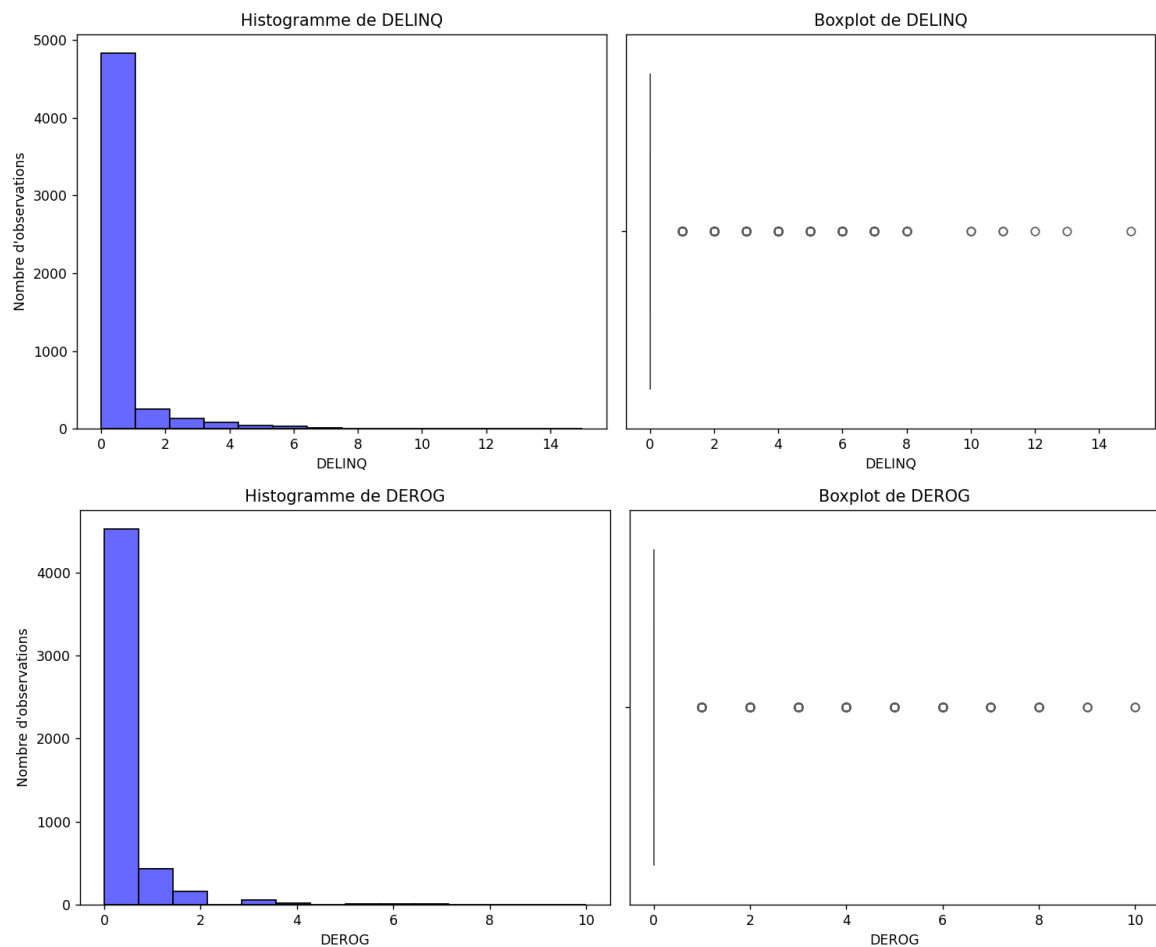 Histogramme de DELINQ
Nombre d'observations
5000
4000
3000
2000
1000
0
0 2 4 6 8 10 12 14
DELINQ
Boxplot de DELINQ
0 2 4 6 8 10 12 14
DELINQ
Histogramme de DEROG
Nombre d'observations
4000
3000
2000
1000
0
0 2 4 6 8 10
DEROG
Boxplot de DEROG
0 2 4 6 8 10
DEROG